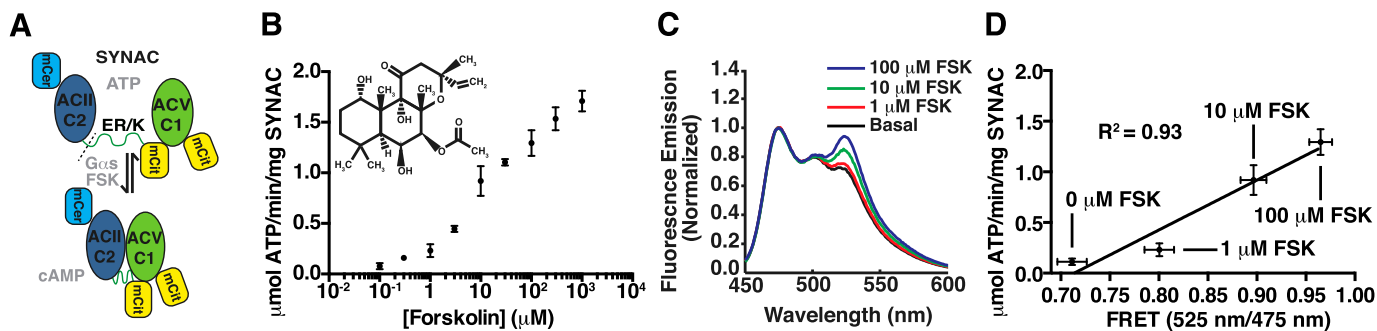 A
SYNAC
mCer
ATP
ACII
C2
ACV
C1
ER/K
mCit
mCit
Gαs
FSK
mCer
ACII
C2
ACV
C1
cAMP
mCit
mCit
B
μmol ATP/min/mg SYNAC
2.0
1.5
1.0
0.5
0.0
10⁻²
10⁻¹
1
10
10²
10³
10⁴
[Forskolin] (μM)
OH
O
CH₃
CH₂
CH₃
CH₃
O
OH
H
O
O
CH₃
H₃C
CH₃
OH
C
Fluorescnce Emission
(Normalized)
1.4
1.2
1.0
0.8
0.6
0.4
0.2
0.0
450
500
550
600
Wavelength (nm)
100 μM FSK
10 μM FSK
1 μM FSK
Basal
D
μmol ATP/min/mg SYNAC
2.0
1.5
1.0
0.5
0.0
0.70
0.75
0.80
0.85
0.90
0.95
1.00
FRET (525 nm/475 nm)
R² = 0.93
10 μM FSK
0 μM FSK
100 μM FSK
1 μM FSK